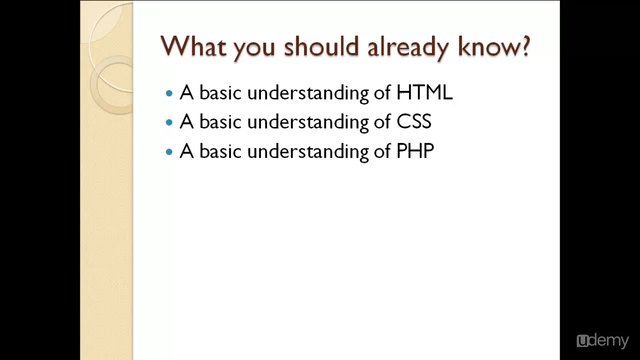 What you should already know?
• A basic understanding of HTML
• A basic understanding of CSS
• A basic understanding of PHP
udemy